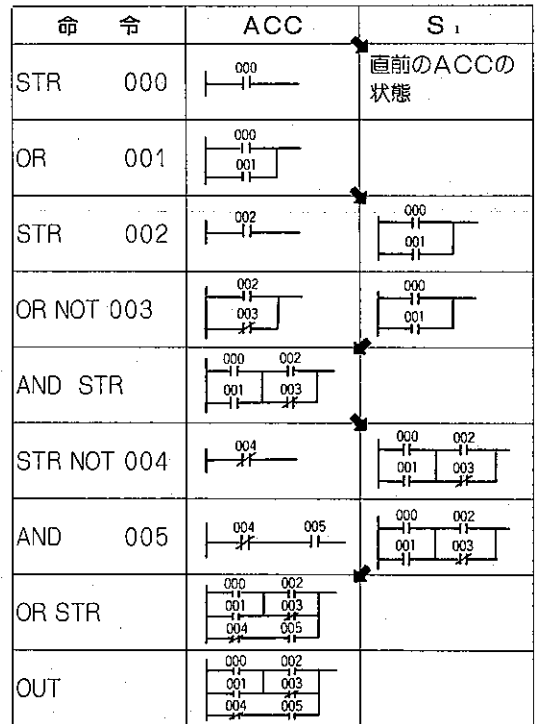 命 令 ACC S1
STR 000
000
直前のACCの
状態
OR 001
000
001
STR 002
002
000
001
OR NOT 003
002
003
000
001
AND STR
000 002
001 003
STR NOT 004
004
000 002
001 003
AND 005
004 005
000 002
001 003
OR STR
000 002
001 003
004 005
OUT
000 002
001 003
004 005